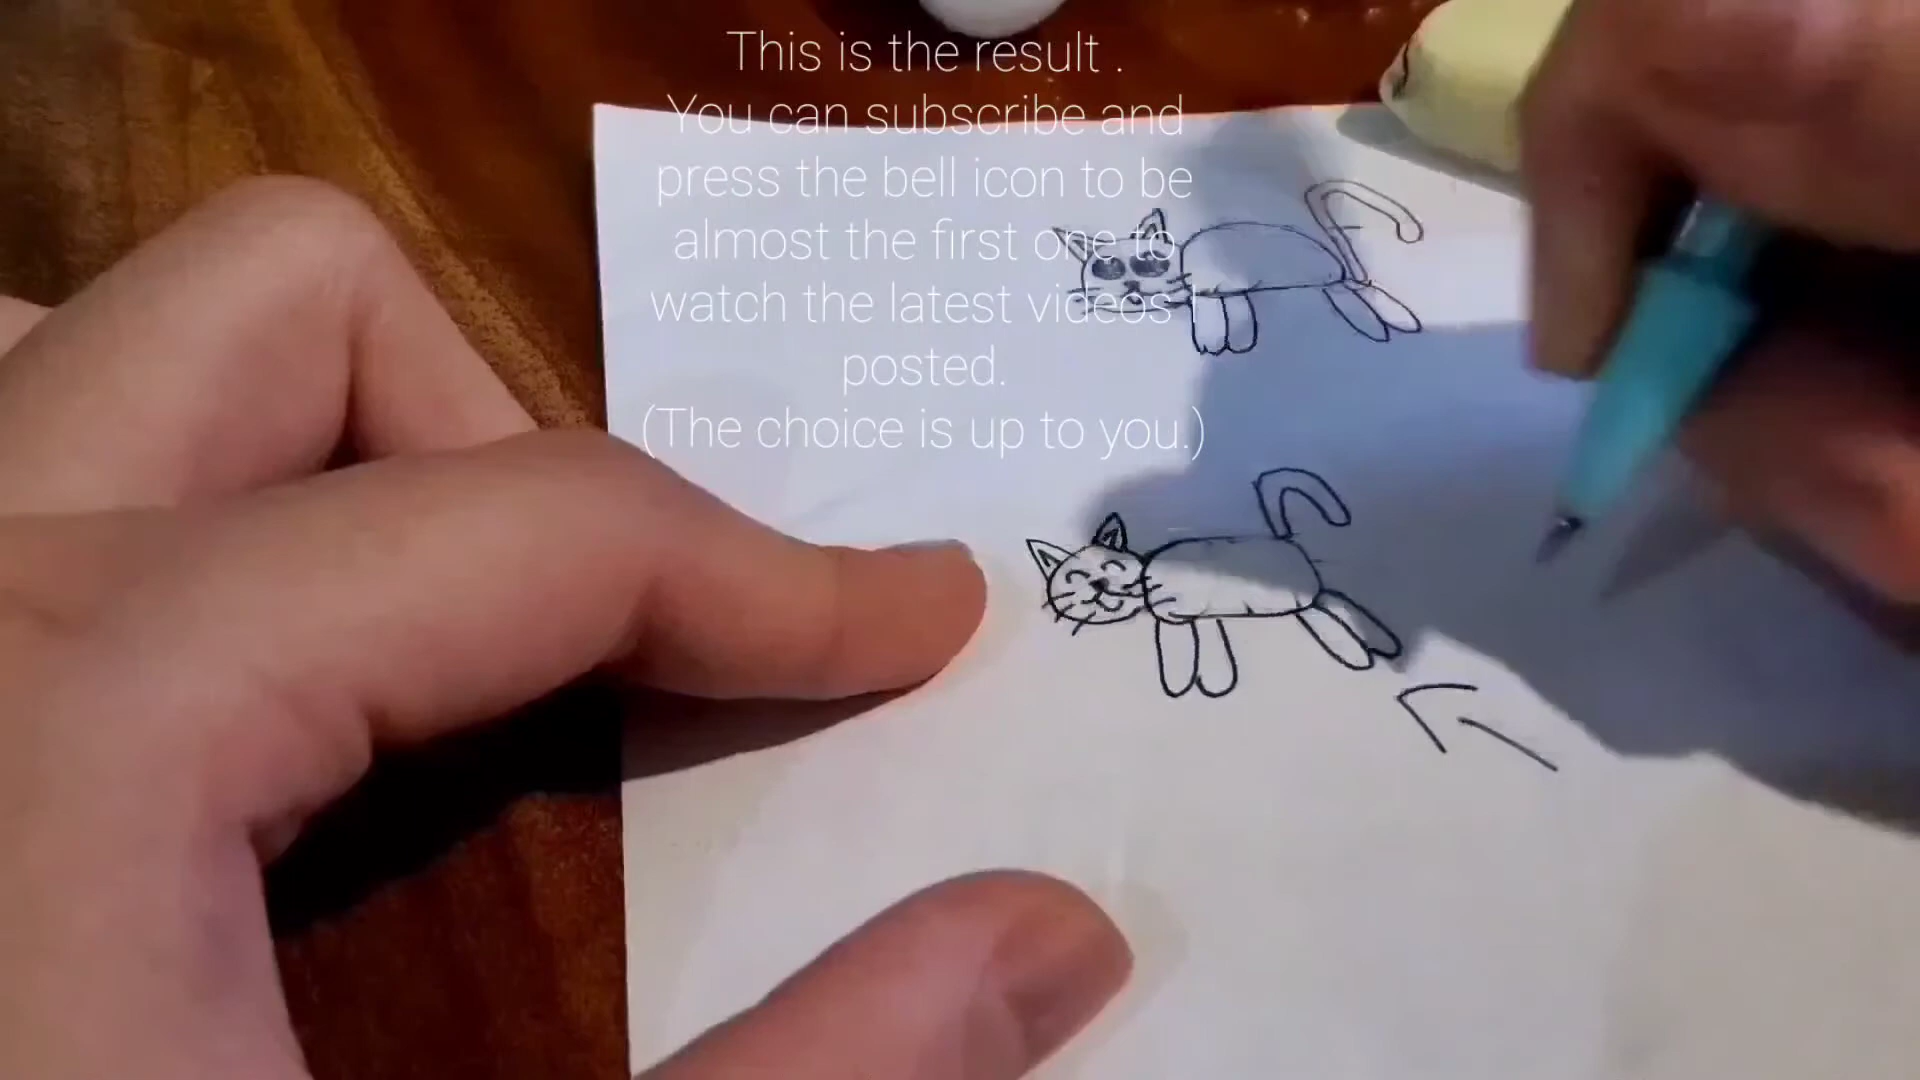 This is the result .
You can subscribe and
press the bell icon to be
almost the first one to
watch the latest videos I
posted.
(The choice is up to you.)